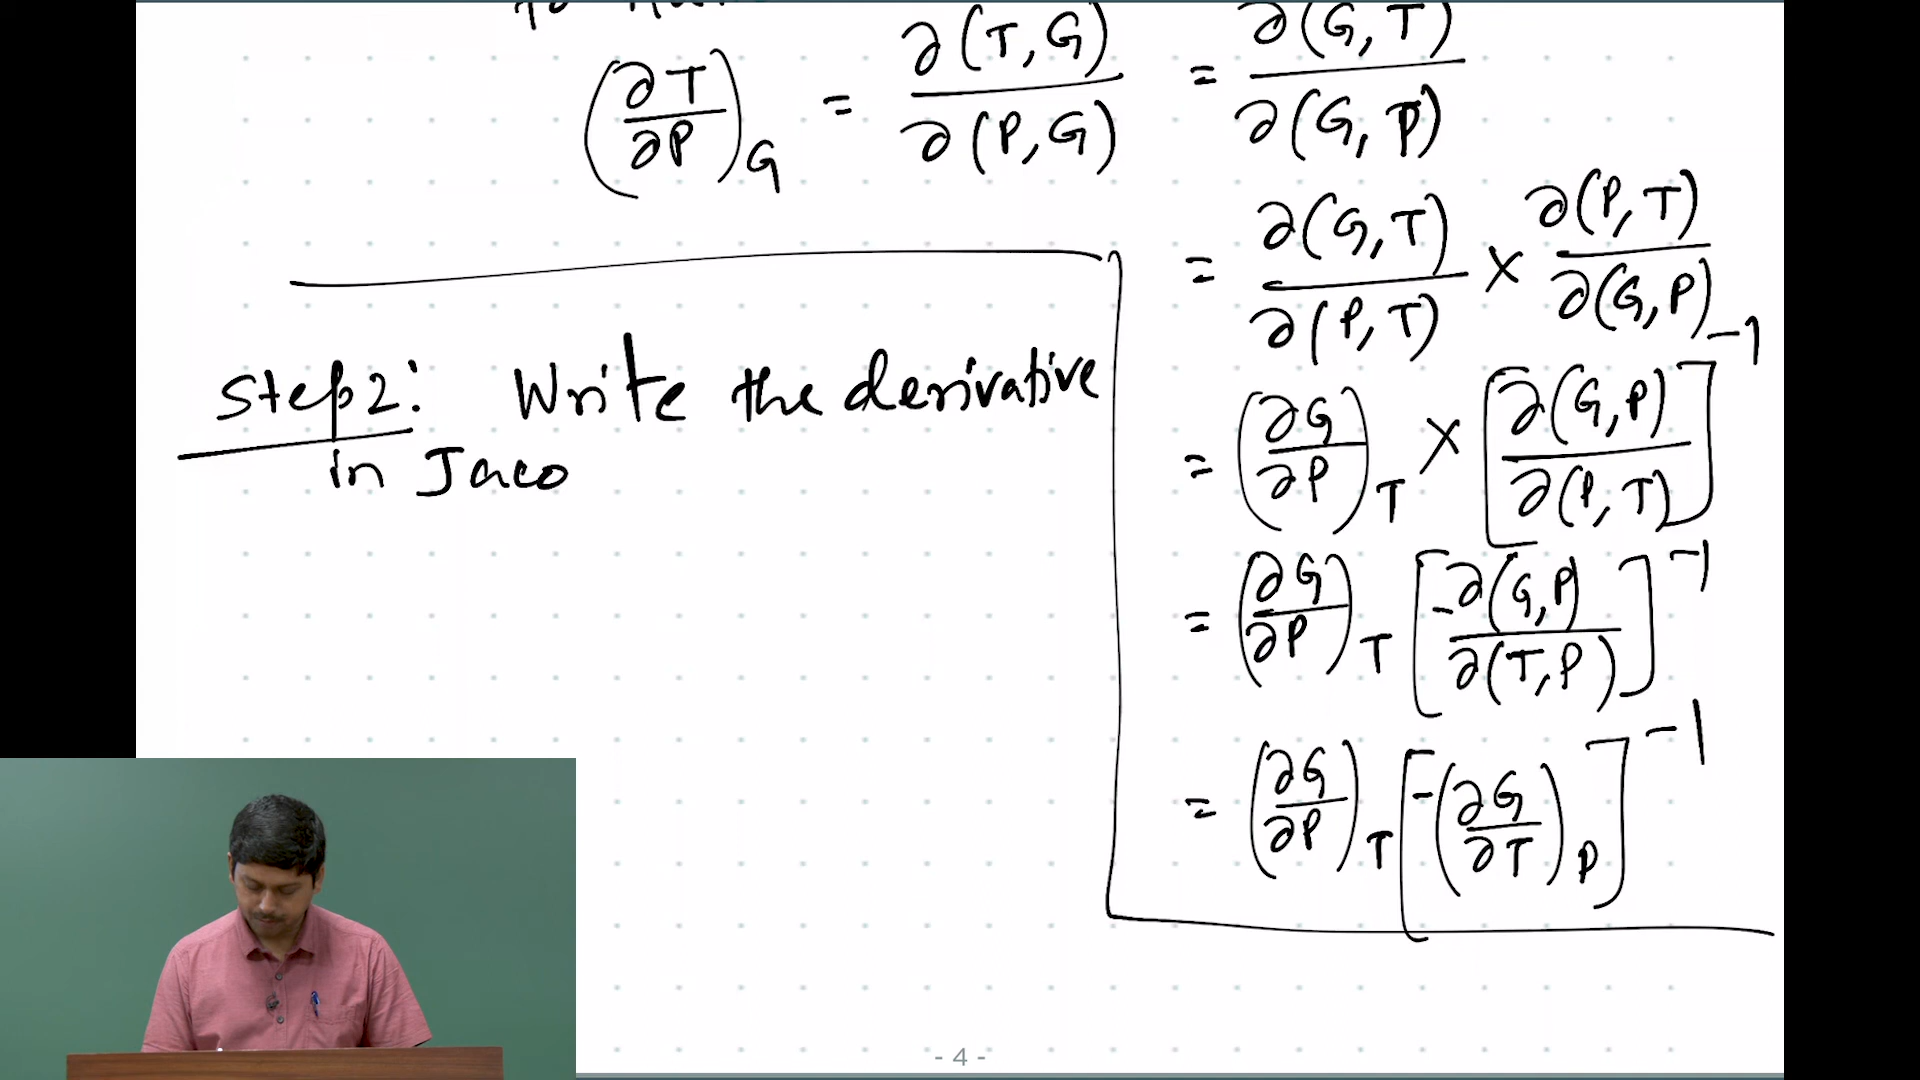 (∂T/∂P)_G = ∂(T,G)/∂(P,G) = ∂(G,T)/∂(G,P)
= ∂(G,T)/∂(P,T) × ∂(P,T)/∂(G,P)
= (∂G/∂P)_T × [∂(G,P)/∂(P,T)]^-1
= (∂G/∂P)_T [-∂(G,P)/∂(T,P)]^-1
= (∂G/∂P)_T [-(∂G/∂T)_P]^-1
Step 2: Write the derivative
in Jaco
- 4 -